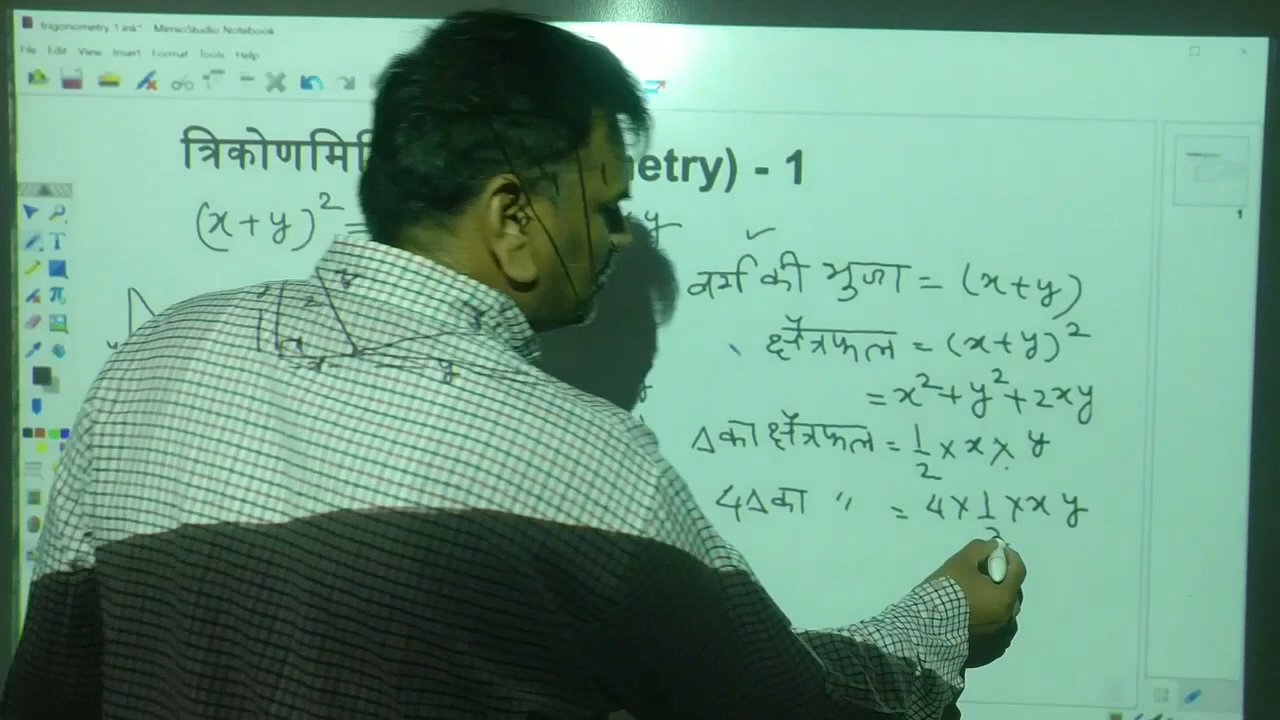 trigonometry 1.ink* - MimioStudio Notebook
File Edit View Insert Format Tools Help
त्रिकोणमिति etry) - 1
(x+y)² =
वर्ग की भुजा = (x+y)
क्षेत्रफल = (x+y)²
= x²+y²+2xy
Δ का क्षेत्रफल = 1/2 × x × y
4Δ का " = 4 × 1/2 × x y
1